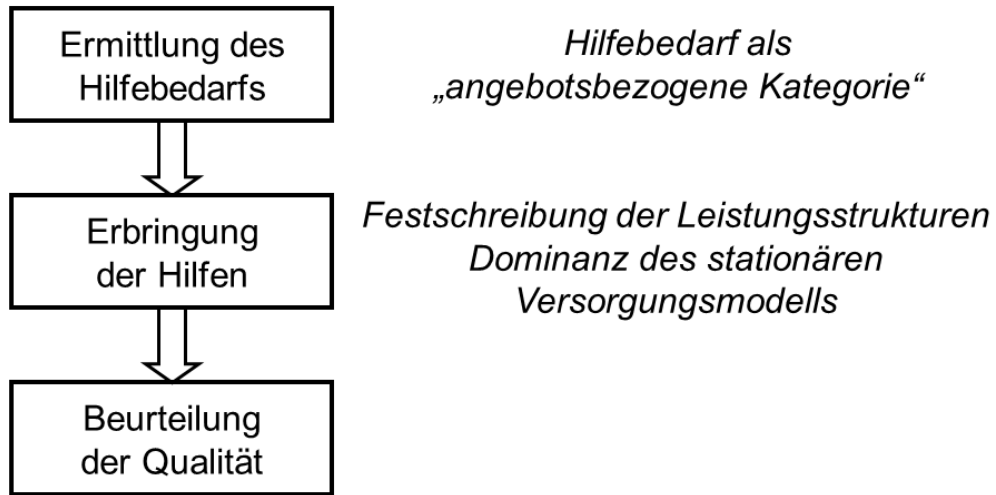 Ermittlung des
Hilfebedarfs
Hilfebedarf als
„angebotsbezogene Kategorie“
Erbringung
der Hilfen
Festschreibung der Leistungsstrukturen
Dominanz des stationären
Versorgungsmodells
Beurteilung
der Qualität